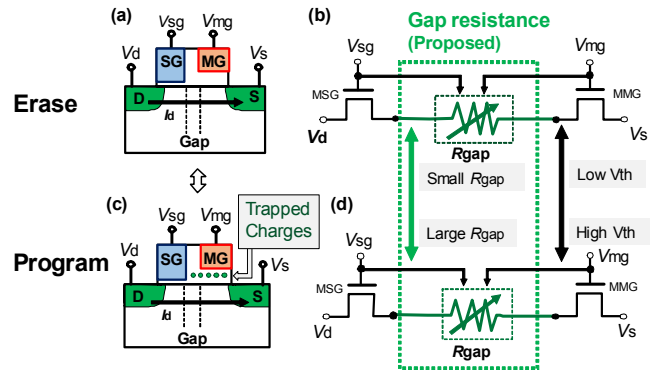 (a)
Vsg
Vmg
Vd
Vs
SG
MG
D
S
Id
Gap
Erase
(b)
Gap resistance
(Proposed)
Vsg
Vmg
MSG
MMG
Vd
Vs
Rgap
Small Rgap
Low Vth
(c)
Vsg
Vmg
Trapped
Charges
Vd
Vs
SG
MG
D
S
Id
Gap
Program
(d)
Large Rgap
High Vth
Vsg
Vmg
MSG
MMG
Vd
Vs
Rgap